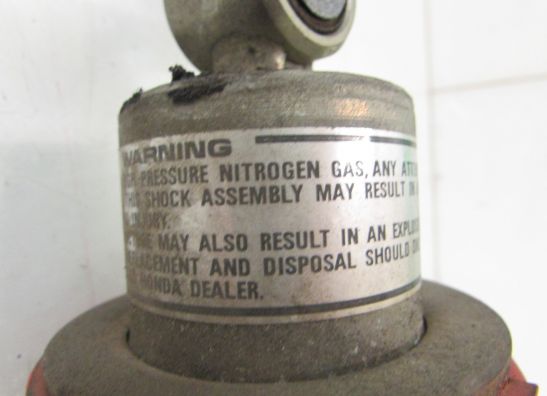 WARNING
PRESSURE NITROGEN GAS, ANY
THIS SHOCK ASSEMBLY MAY RESULT IN
MAY ALSO RESULT IN AN
AND DISPOSAL SHOULD
HONDA DEALER.